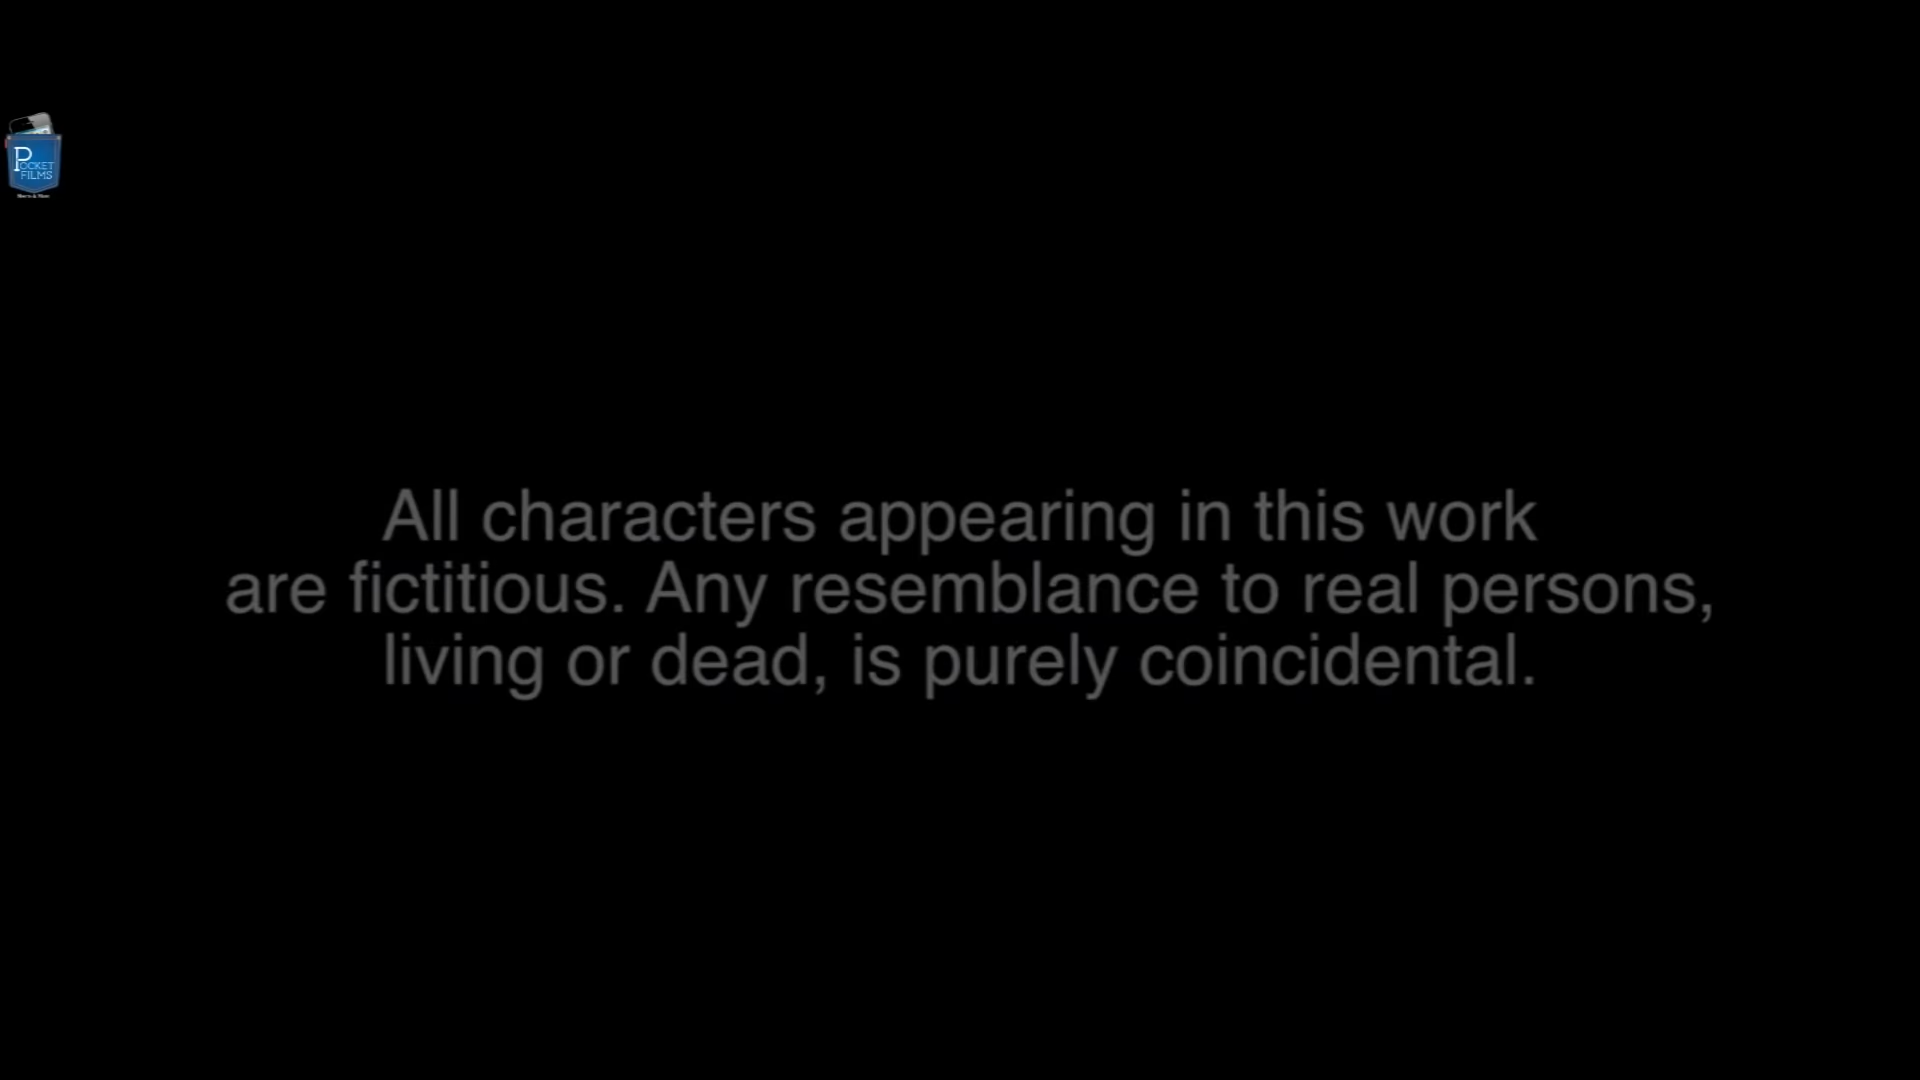 POCKET
FILMS
All characters appearing in this work
are fictitious. Any resemblance to real persons,
living or dead, is purely coincidental.